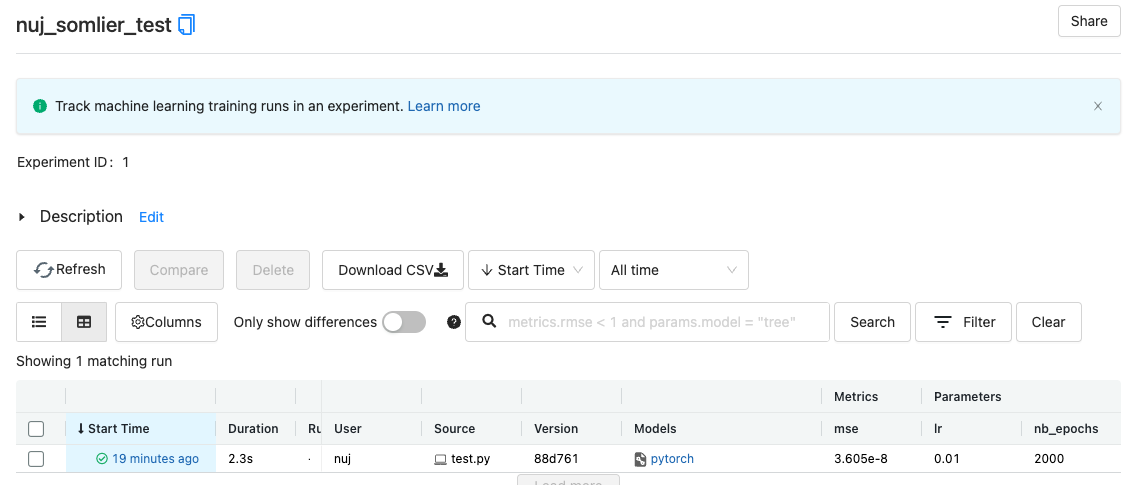 nuj_somlier_test
Share
Track machine learning training runs in an experiment. Learn more
Experiment ID: 1
Description Edit
Refresh Compare Delete Download CSV Start Time All time
Columns Only show differences metrics.rmse < 1 and params.model = "tree" Search Filter Clear
Showing 1 matching run
Metrics Parameters
Start Time Duration Ru User Source Version Models mse lr nb_epochs
19 minutes ago 2.3s - nuj test.py 88d761 pytorch 3.605e-8 0.01 2000
Load more